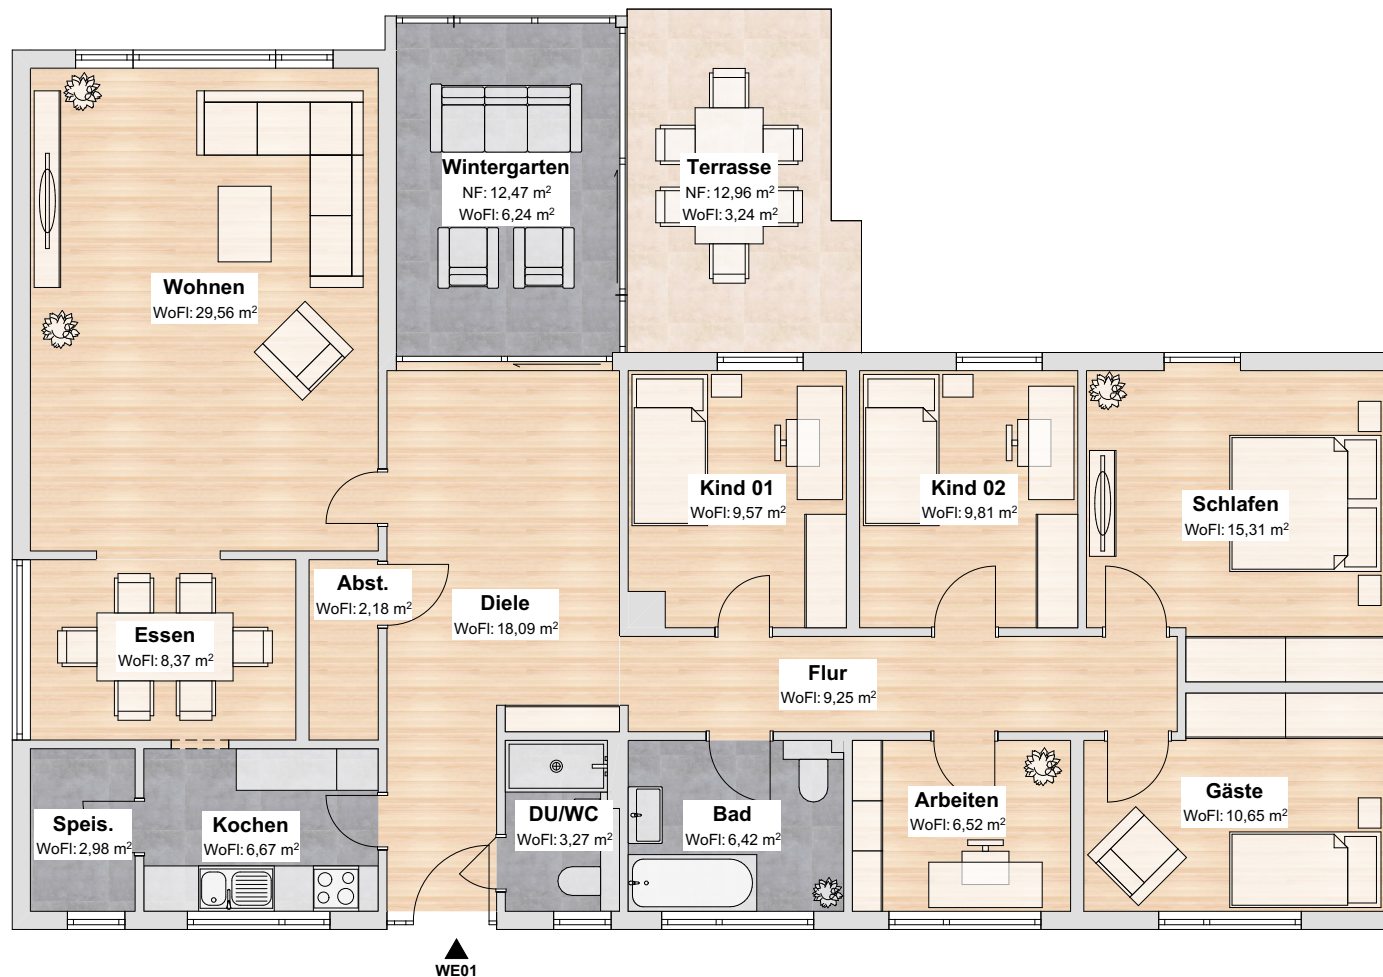 Wintergarten
NF: 12,47 m²
WoFl: 6,24 m²
Terrasse
NF: 12,96 m²
WoFl: 3,24 m²
Wohnen
WoFl: 29,56 m²
Kind 01
WoFl: 9,57 m²
Kind 02
WoFl: 9,81 m²
Schlafen
WoFl: 15,31 m²
Abst.
WoFl: 2,18 m²
Diele
WoFl: 18,09 m²
Essen
WoFl: 8,37 m²
Flur
WoFl: 9,25 m²
Speis.
WoFl: 2,98 m²
Kochen
WoFl: 6,67 m²
DU/WC
WoFl: 3,27 m²
Bad
WoFl: 6,42 m²
Arbeiten
WoFl: 6,52 m²
Gäste
WoFl: 10,65 m²
WE01